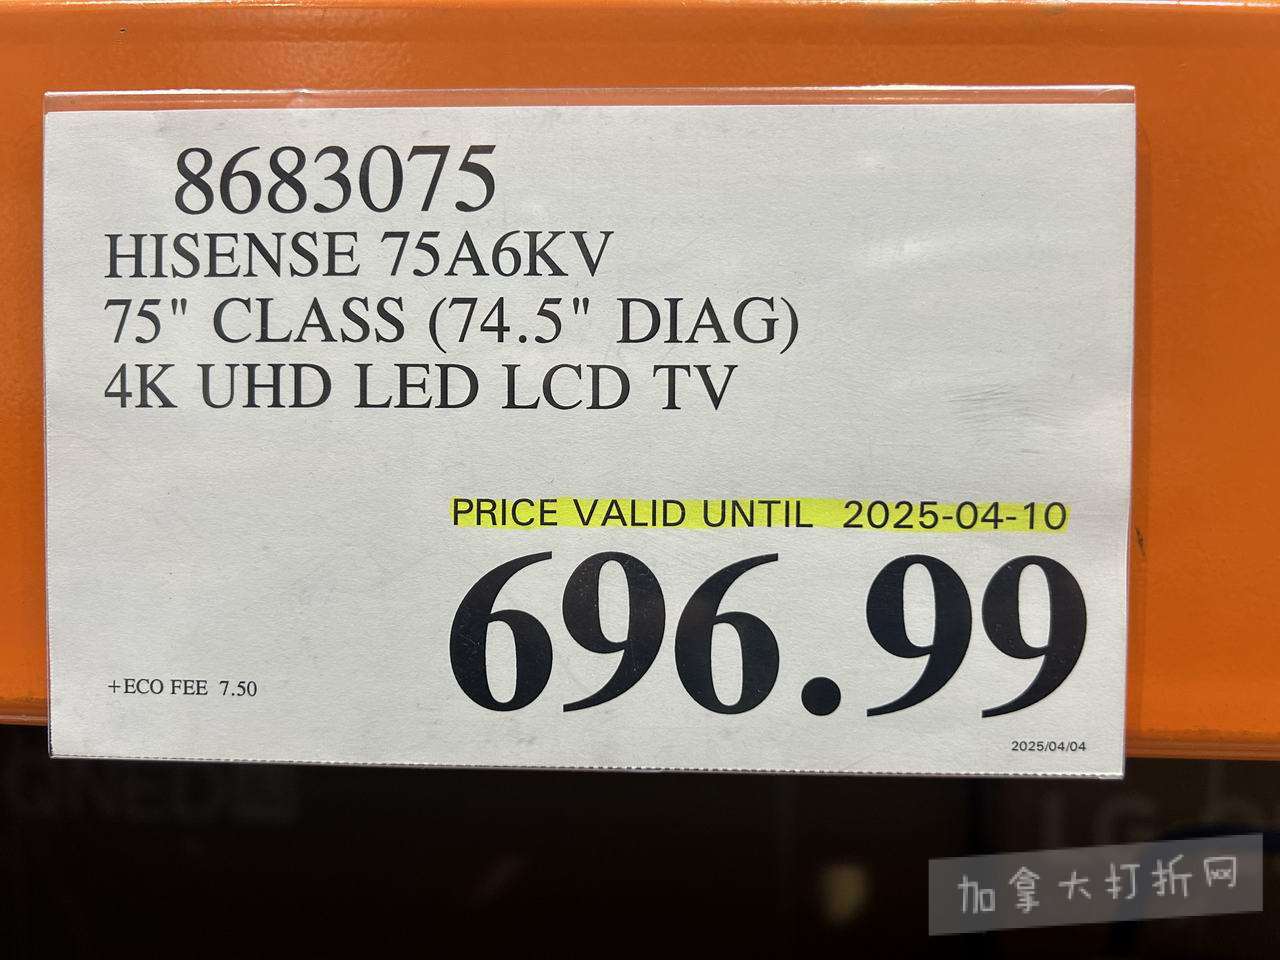 8683075
HISENSE 75A6KV
75" CLASS (74.5" DIAG)
4K UHD LED LCD TV
PRICE VALID UNTIL 2025-04-10
696.99
+ECO FEE 7.50
2025/04/04
加拿大打折网